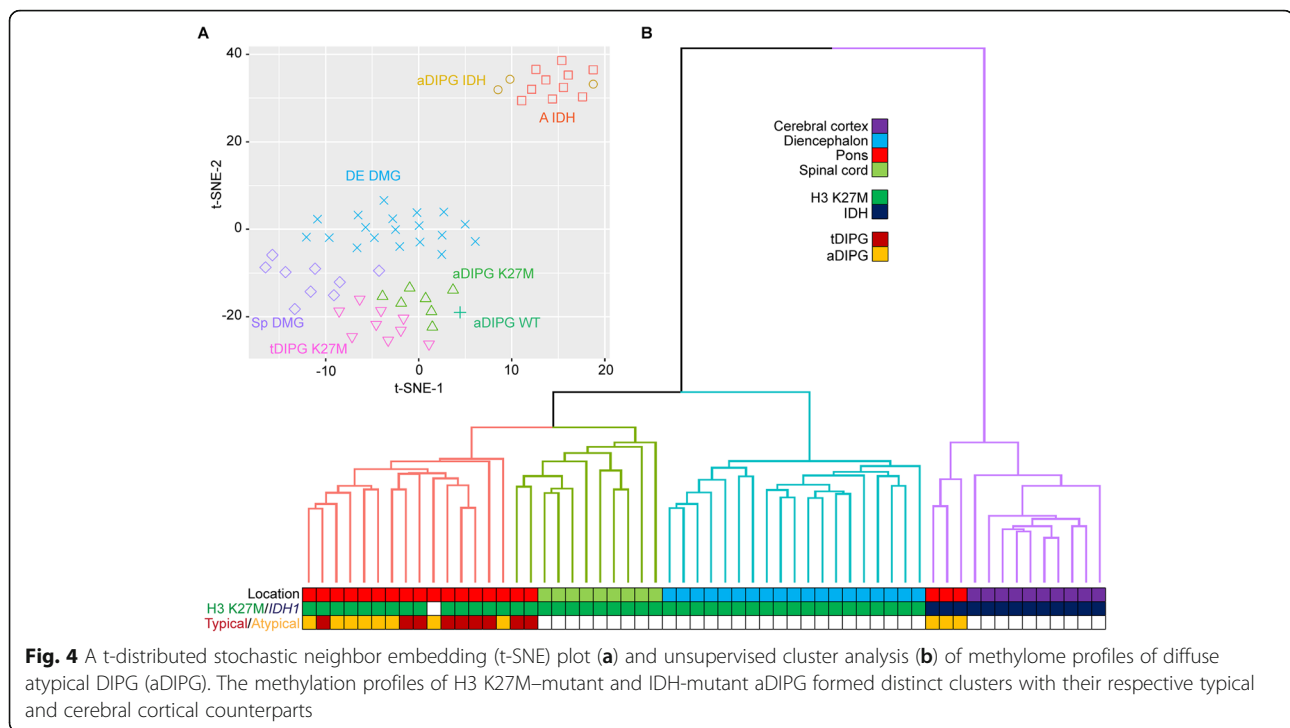 A
B
40
20
0
-20
t-SNE-2
-10
0
10
20
t-SNE-1
aDIPG IDH
A IDH
DE DMG
aDIPG K27M
Sp DMG
aDIPG WT
tDIPG K27M
Cerebral cortex
Diencephalon
Pons
Spinal cord
H3 K27M
IDH
tDIPG
aDIPG
Location
H3 K27M/IDH1
Typical/Atypical
Fig. 4 A t-distributed stochastic neighbor embedding (t-SNE) plot (a) and unsupervised cluster analysis (b) of methylome profiles of diffuse
atypical DIPG (aDIPG). The methylation profiles of H3 K27M–mutant and IDH-mutant aDIPG formed distinct clusters with their respective typical
and cerebral cortical counterparts